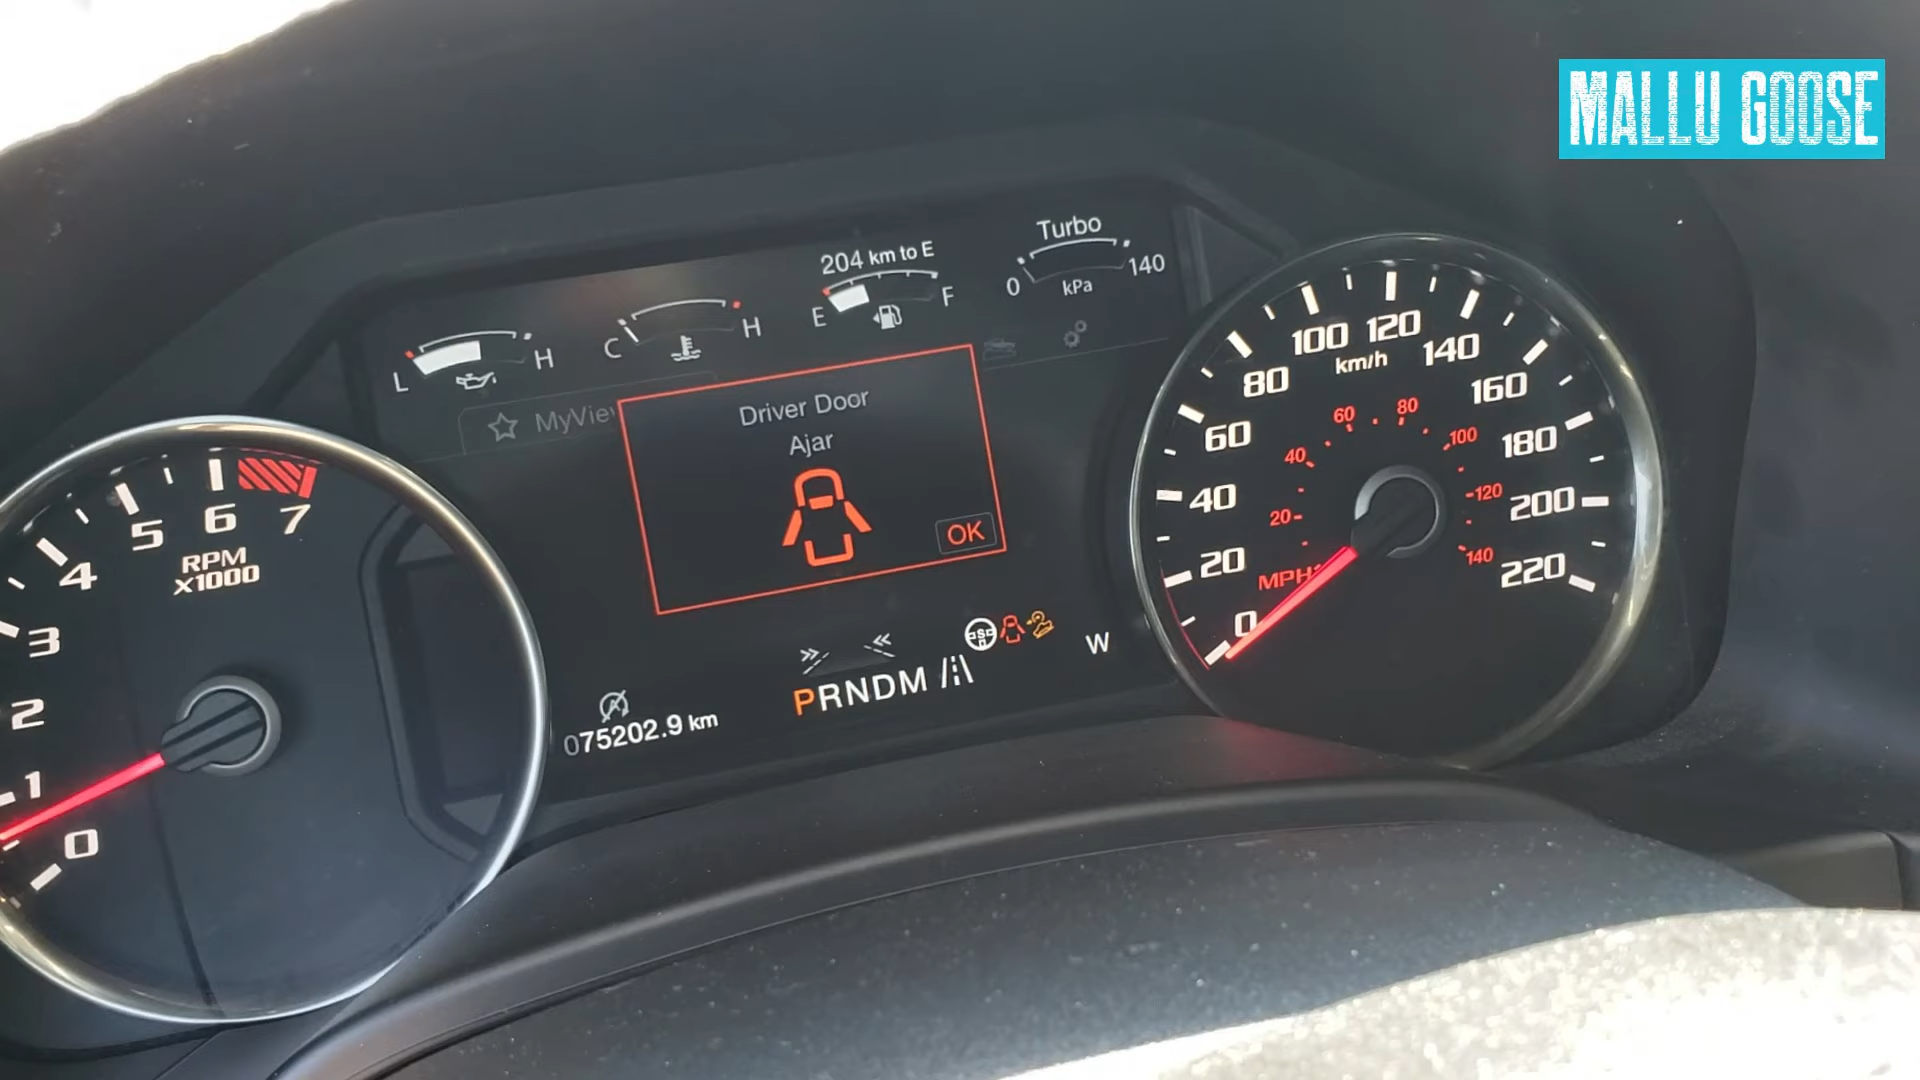 MALLU GOOSE
Turbo
0 140
kPa
204 km to E
E F
C H
L H
MyVie
Driver Door
Ajar
OK
5 6 7
4
RPM
X1000
3
2
1
0
100 120
km/h
80 140
160
60 180
40 200
20 220
0
60 80
40 100
20 120
140
MPH
W
PRNDM
075202.9 km